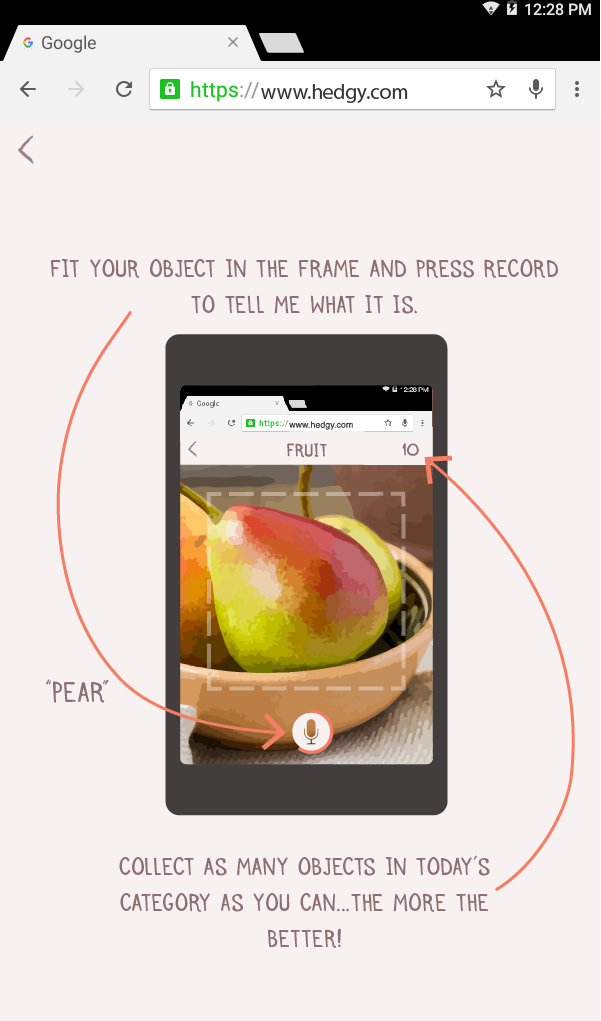 12:28 PM
Google
https://www.hedgy.com
FIT YOUR OBJECT IN THE FRAME AND PRESS RECORD
TO TELL ME WHAT IT IS.
12:28 PM
Google
https://www.hedgy.com
FRUIT 10
"PEAR"
COLLECT AS MANY OBJECTS IN TODAY'S
CATEGORY AS YOU CAN...THE MORE THE
BETTER!